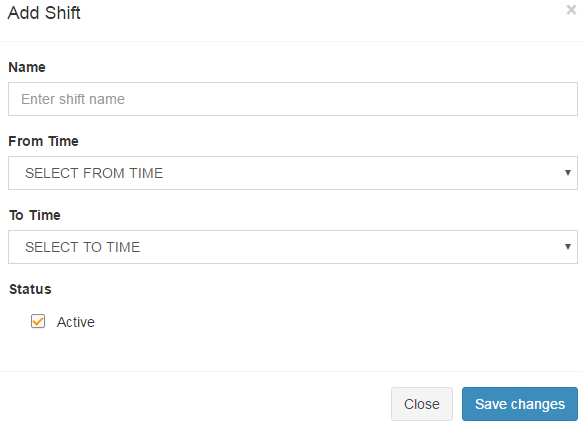 Add Shift ×
Name
Enter shift name
From Time
SELECT FROM TIME
To Time
SELECT TO TIME
Status
Active
Close Save changes